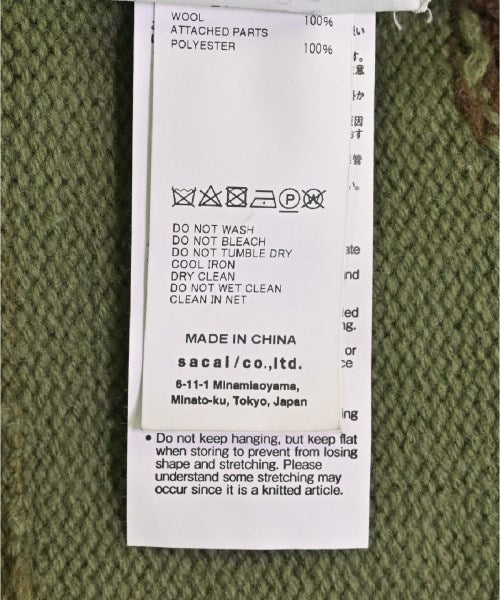 WOOL 100%
ATTACHED PARTS
POLYESTER 100%
DO NOT WASH
DO NOT BLEACH
DO NOT TUMBLE DRY
COOL IRON
DRY CLEAN
DO NOT WET CLEAN
CLEAN IN NET
MADE IN CHINA
sacai/co.,ltd.
6-11-1 Minamiaoyama,
Minato-ku, Tokyo, Japan
• Do not keep hanging, but keep flat
when storing to prevent from losing
shape and stretching. Please
understand some stretching may
occur since it is a knitted article.